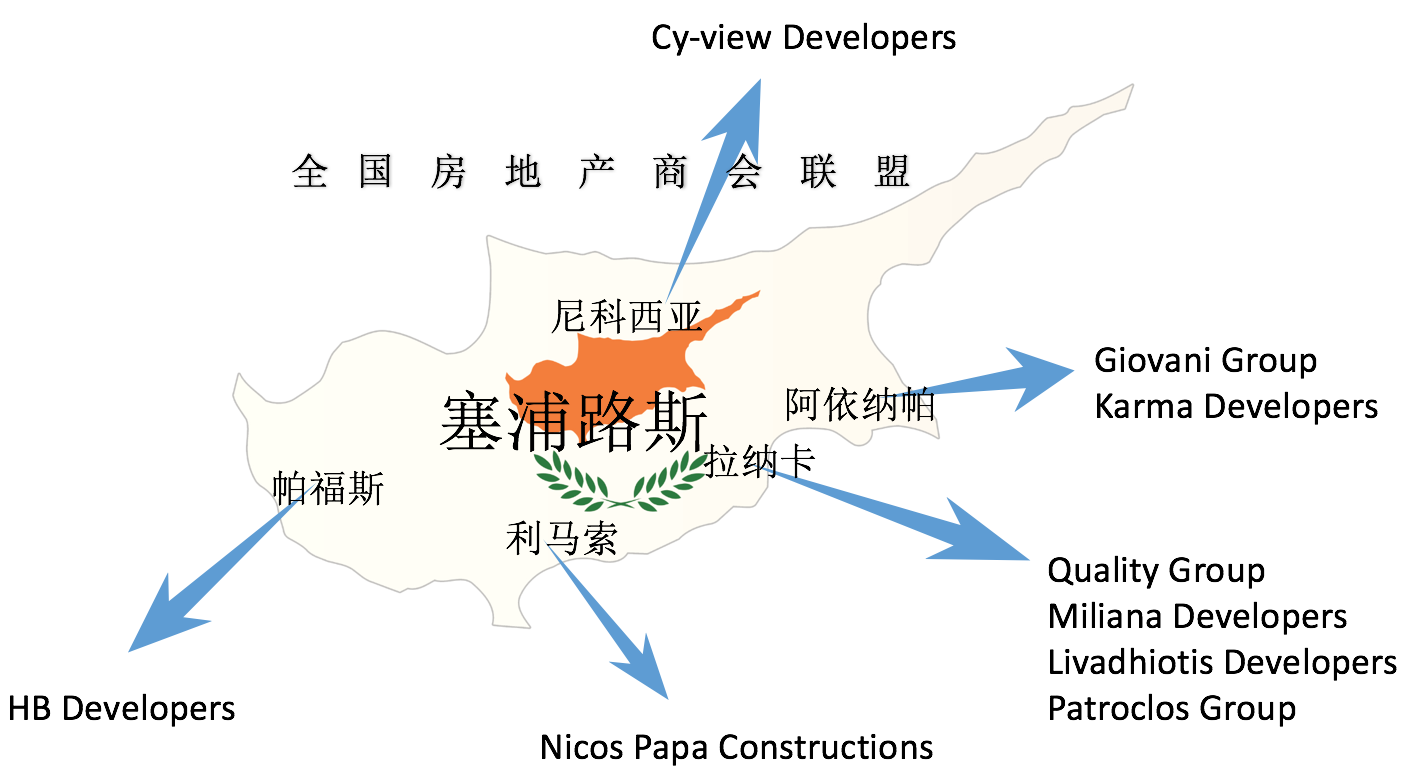 Cy-view Developers
全国房地产商会联盟
尼科西亚
Giovani Group
Karma Developers
阿依纳帕
塞浦路斯
拉纳卡
帕福斯
利马索
Quality Group
Miliana Developers
Livadhiotis Developers
Patroclos Group
HB Developers
Nicos Papa Constructions